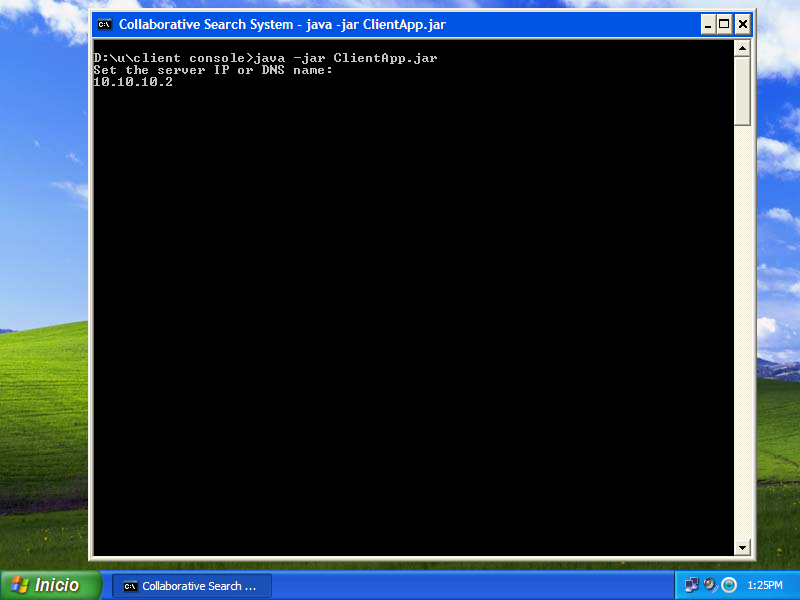 Collaborative Search System - java -jar ClientApp.jar
D:\u\client console>java -jar ClientApp.jar
Set the server IP or DNS name:
10.10.10.2
Inicio
Collaborative Search ...
1:25PM